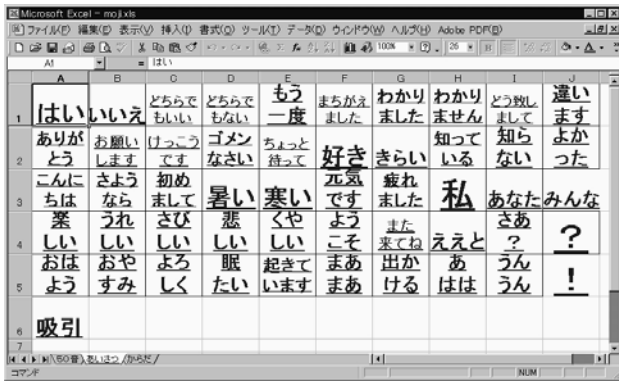 Microsoft Excel - moji.xls
ファイル(F) 編集(E) 表示(V) 挿入(I) 書式(O) ツール(T) データ(D) ウィンドウ(W) ヘルプ(H) Adobe PDF(B)
100% 26 B
A1 = はい
A B C D E F G H I J
1 はい いいえ どちらでもいい どちらでもない もう一度 まちがえました わかりました わかりません どう致しまして 違います
2 ありがとう お願いします けっこうです ゴメンなさい ちょっと待って 好き きらい 知っている 知らない よかった
3 こんにちは さようなら 初めまして 暑い 寒い 元気です 疲れました 私 あなた みんな
4 楽しい うれしい さびしい 悲しい くやしい ようこそ また来てね ええと さあ? ?
5 おはよう おやすみ よろしく 眠たい 起きています まあまあ 出かける あはは うんうん !
6 吸引
7
50音 あいさつ からだ
コマンド NUM